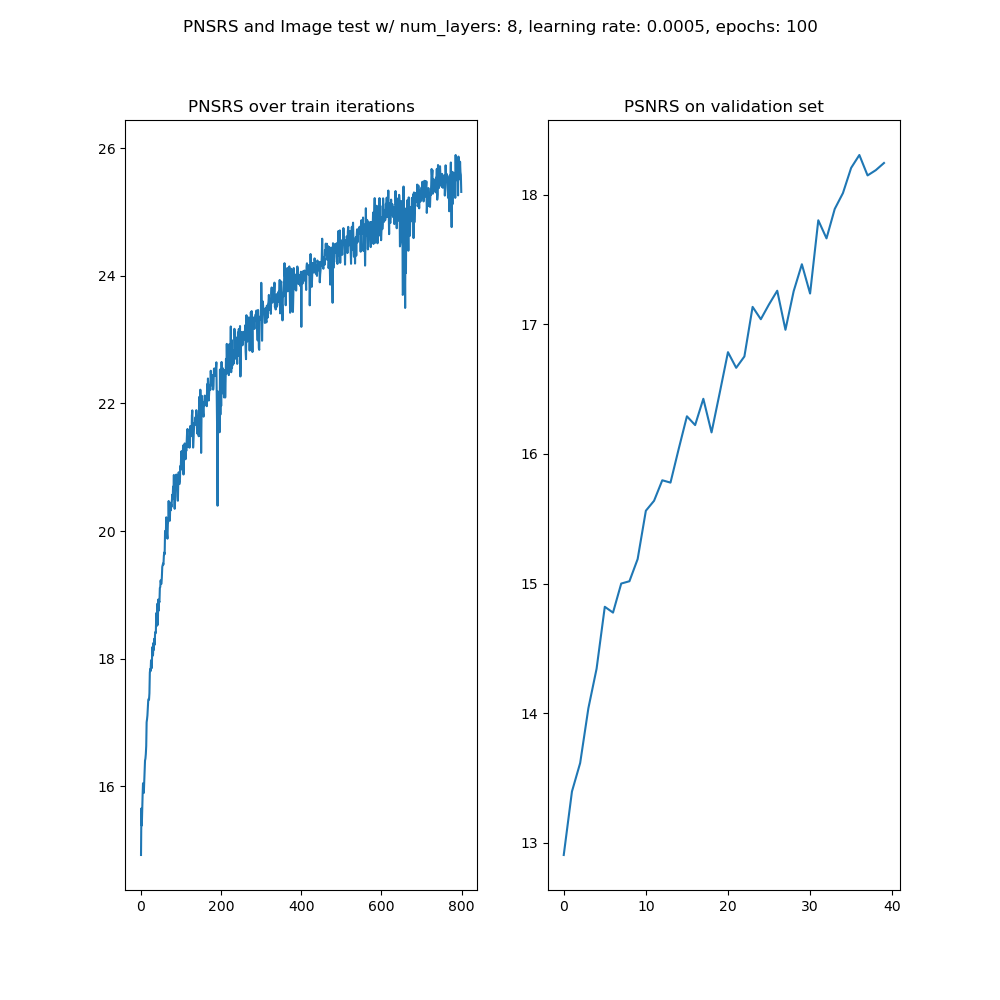 PNSRS and Image test w/ num_layers: 8, learning rate: 0.0005, epochs: 100
PNSRS over train iterations
26
24
22
20
18
16
0 200 400 600 800
PSNRS on validation set
18
17
16
15
14
13
0 10 20 30 40